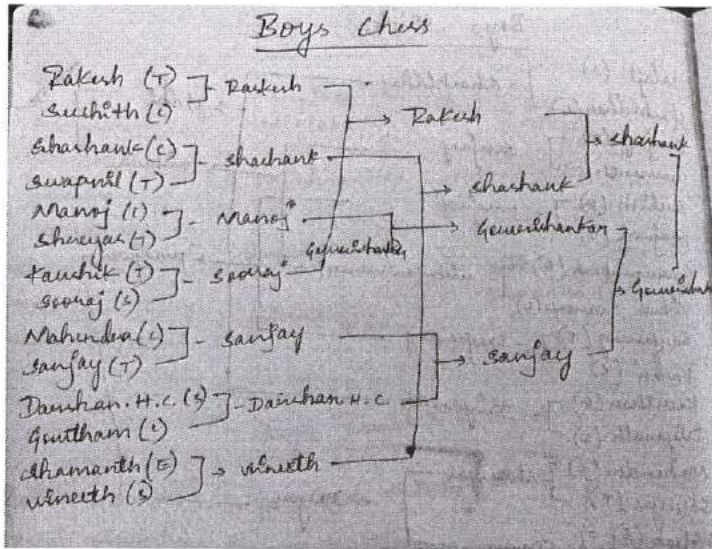 Boys Chess
Rakesh (T)
Suchith (C)
Rakesh
Rakesh
Shashank (C)
Swapnil (T)
Shashank
Shashank
Shashank
Manoj (C)
Shreyas (T)
Manoj
Gowrishankar
Gowrishankar
Kaushik (T)
Sooraj (S)
Sooraj
Mahendra (C)
Sanjay (T)
Sanjay
Sanjay
Darshan. H.C. (S)
Goutham (C)
Darshan H.C
Shamanth (E)
Vineeth (S)
Vineeth